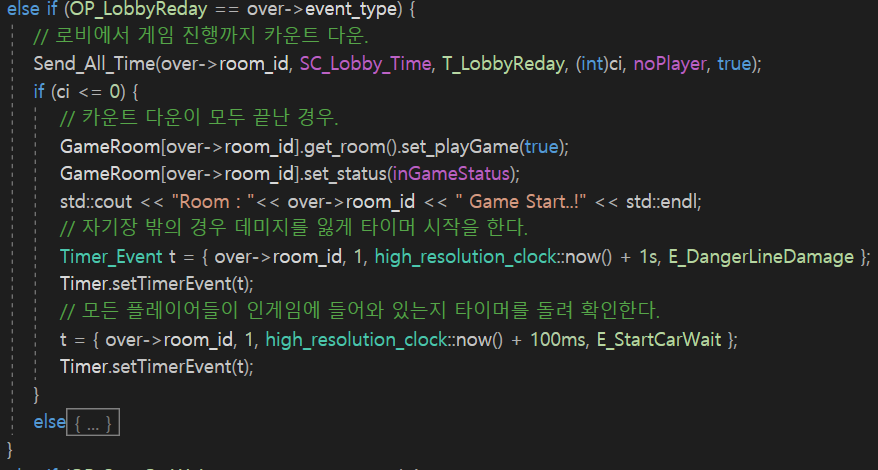 else if (OP_LobbyReday == over->event_type) {
// 로비에서 게임 진행까지 카운트 다운.
Send_All_Time(over->room_id, SC_Lobby_Time, T_LobbyReday, (int)ci, noPlayer, true);
if (ci <= 0) {
// 카운트 다운이 모두 끝난 경우.
GameRoom[over->room_id].get_room().set_playGame(true);
GameRoom[over->room_id].set_status(inGameStatus);
std::cout << "Room : "<< over->room_id << " Game Start..!" << std::endl;
// 자기장 밖의 경우 데미지를 잃게 타이머 시작을 한다.
Timer_Event t = { over->room_id, 1, high_resolution_clock::now() + 1s, E_DangerLineDamage };
Timer.setTimerEvent(t);
// 모든 플레이어들이 인게임에 들어와 있는지 타이머를 돌려 확인한다.
t = { over->room_id, 1, high_resolution_clock::now() + 100ms, E_StartCarWait };
Timer.setTimerEvent(t);
}
else{ ... }
}